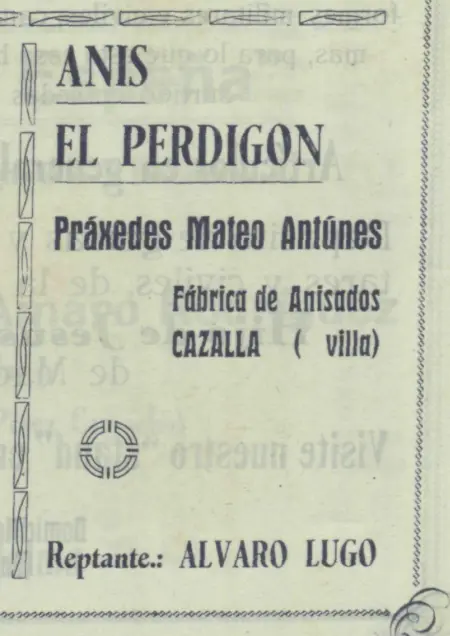 ANIS
EL PERDIGON
Práxedes Mateo Antúnes
Fábrica de Anisados
CAZALLA ( villa)
Reptante.: ALVARO LUGO